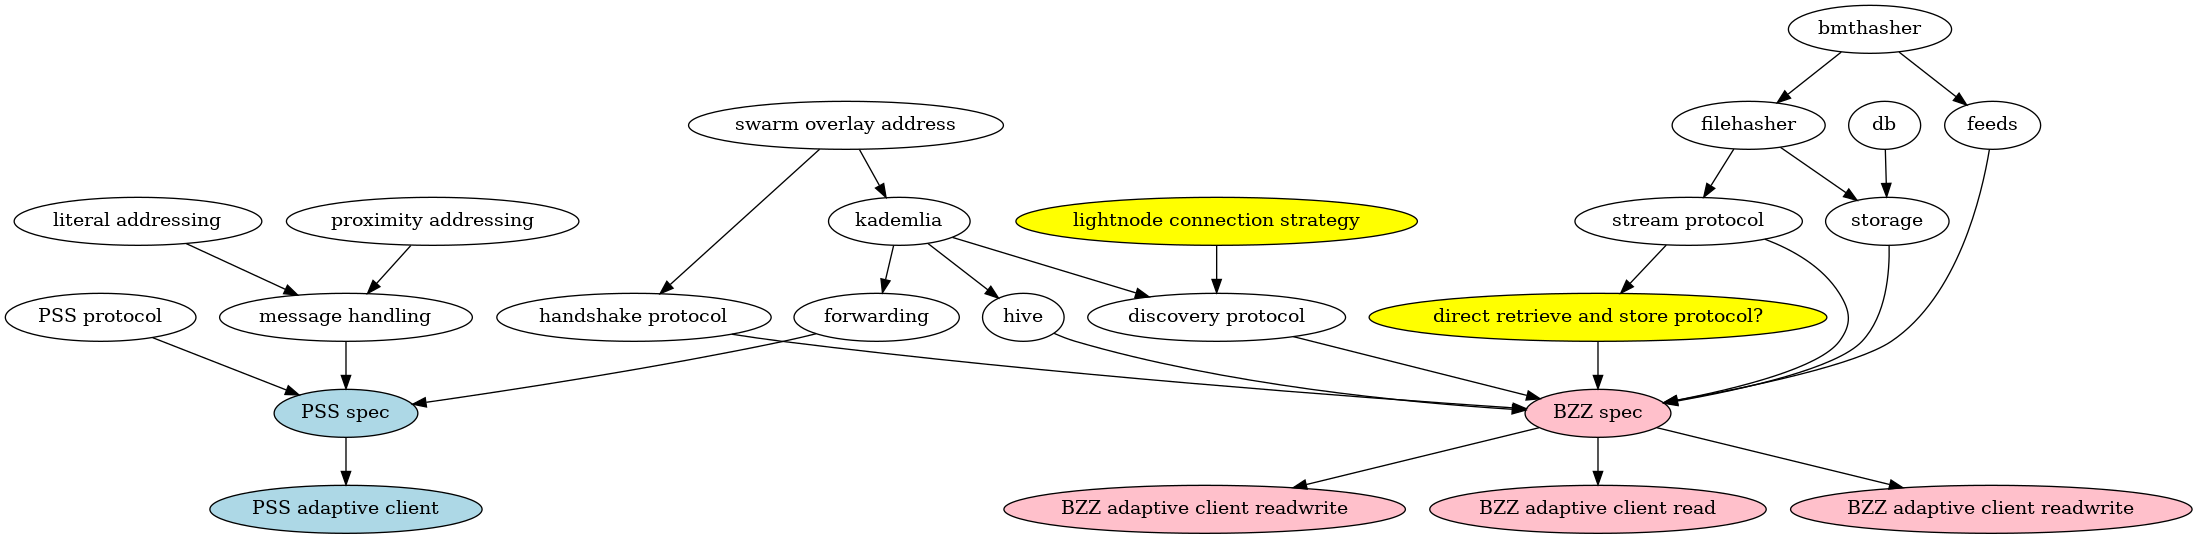 bmthasher
swarm overlay address
filehasher
db
feeds
literal addressing
proximity addressing
kademlia
lightnode connection strategy
stream protocol
storage
PSS protocol
message handling
handshake protocol
forwarding
hive
discovery protocol
direct retrieve and store protocol?
PSS spec
BZZ spec
PSS adaptive client
BZZ adaptive client readwrite
BZZ adaptive client read
BZZ adaptive client readwrite